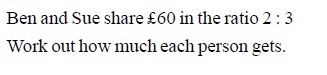 Ben and Sue share £60 in the ratio 2 : 3
Work out how much each person gets.